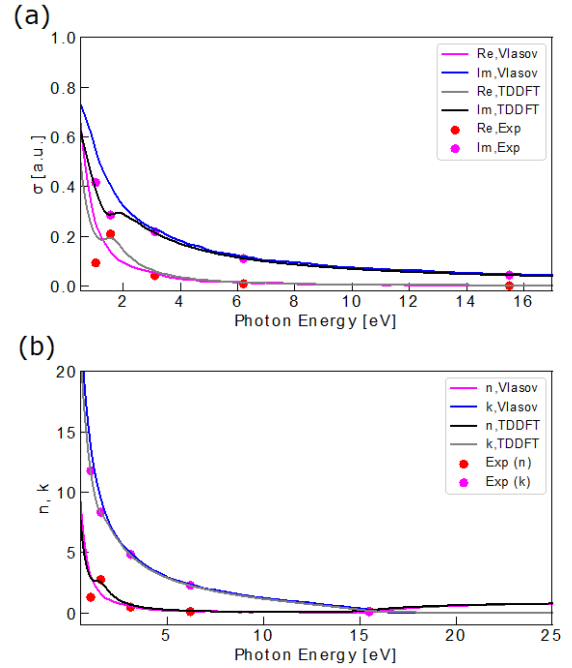 (a)
1.0
0.8
0.6
0.4
0.2
0.0
σ [a.u.]
Re,Vlasov
Im,Vlasov
Re,TDDFT
Im,TDDFT
Re,Exp
Im,Exp
2 4 6 8 10 12 14 16
Photon Energy [eV]
(b)
20
15
10
5
0
n, k
n,Vlasov
k,Vlasov
n,TDDFT
k,TDDFT
Exp (n)
Exp (k)
5 10 15 20 25
Photon Energy [eV]